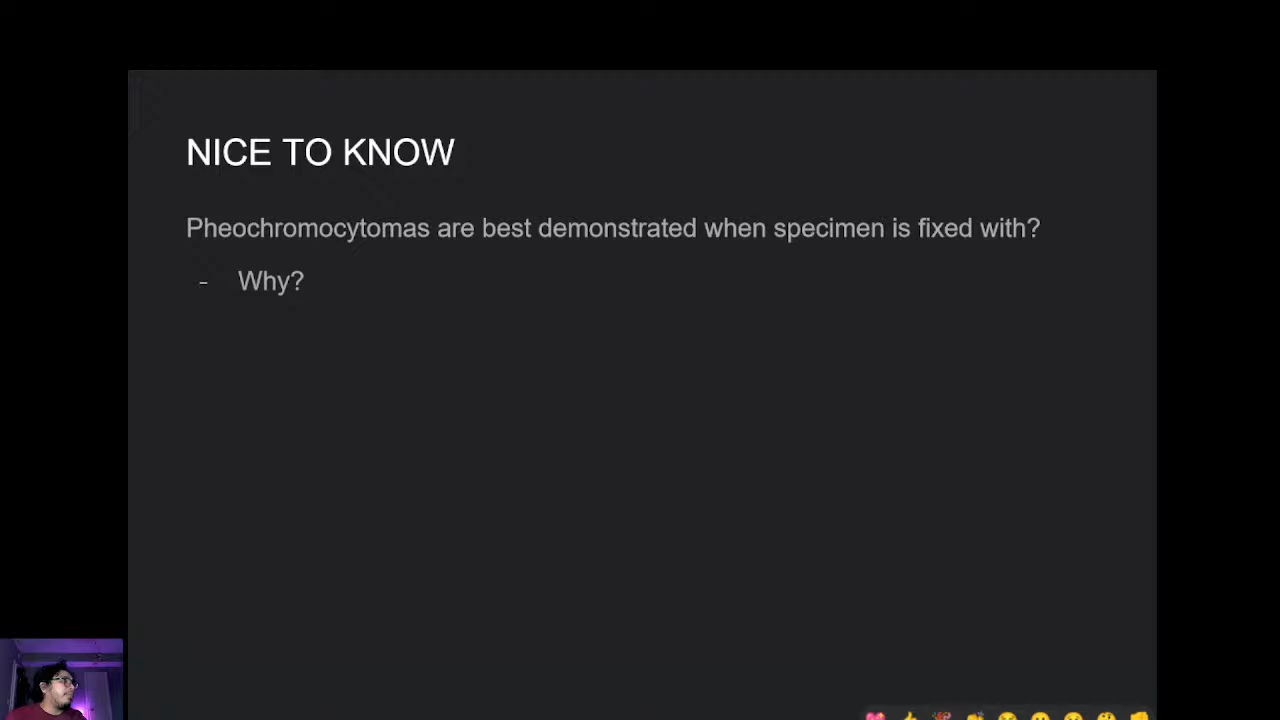 NICE TO KNOW
Pheochromocytomas are best demonstrated when specimen is fixed with?
- Why?